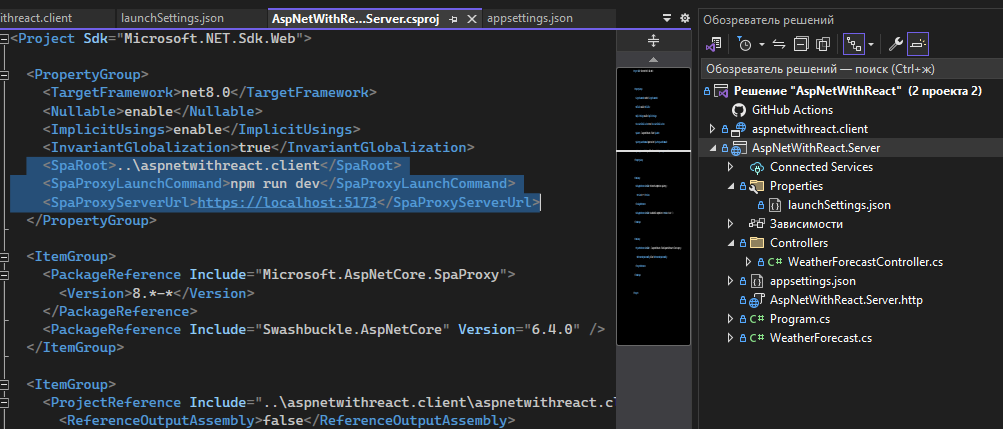 ithreact.client launchSettings.json AspNetWithRe...Server.csproj appsettings.json
<Project Sdk="Microsoft.NET.Sdk.Web">
<PropertyGroup>
<TargetFramework>net8.0</TargetFramework>
<Nullable>enable</Nullable>
<ImplicitUsings>enable</ImplicitUsings>
<InvariantGlobalization>true</InvariantGlobalization>
<SpaRoot>..\aspnetwithreact.client</SpaRoot>
<SpaProxyLaunchCommand>npm run dev</SpaProxyLaunchCommand>
<SpaProxyServerUrl>https://localhost:5173</SpaProxyServerUrl>
</PropertyGroup>
<ItemGroup>
<PackageReference Include="Microsoft.AspNetCore.SpaProxy">
<Version>8.*-*</Version>
</PackageReference>
<PackageReference Include="Swashbuckle.AspNetCore" Version="6.4.0" />
</ItemGroup>
<ItemGroup>
<ProjectReference Include="..\aspnetwithreact.client\aspnetwithreact.cl
<ReferenceOutputAssembly>false</ReferenceOutputAssembly>
Обозреватель решений
Обозреватель решений — поиск (Ctrl+ж)
Решение "AspNetWithReact" (2 проекта 2)
GitHub Actions
aspnetwithreact.client
AspNetWithReact.Server
Connected Services
Properties
launchSettings.json
Зависимости
Controllers
C# WeatherForecastController.cs
appsettings.json
AspNetWithReact.Server.http
C# Program.cs
C# WeatherForecast.cs